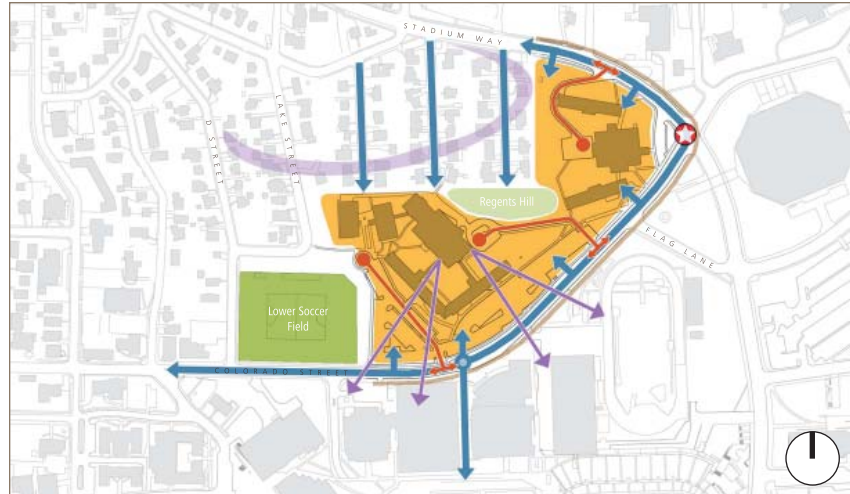 STADIUM WAY
LAKE STREET
D STREET
Regents Hill
FLAG LANE
Lower Soccer
Field
COLORADO STREET